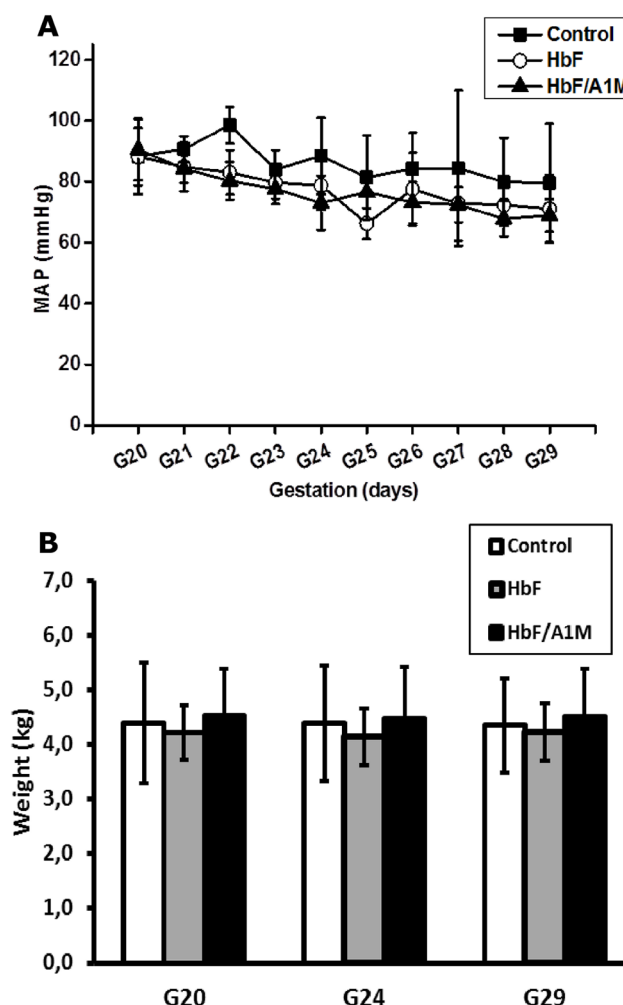 A
Control
HbF
HbF/A1M
120
100
80
60
40
20
0
MAP (mmHg)
G20 G21 G22 G23 G24 G25 G26 G27 G28 G29
Gestation (days)
B
Control
HbF
HbF/A1M
7,0
6,0
5,0
4,0
3,0
2,0
1,0
0,0
Weight (kg)
G20 G24 G29